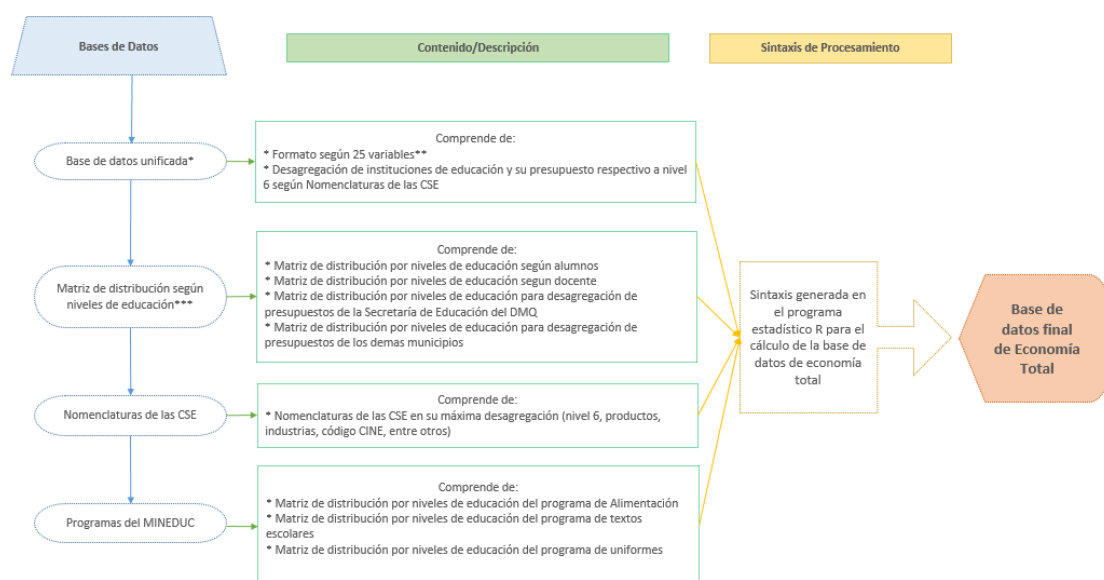 Bases de Datos
Contenido/Descripción
Sintaxis de Procesamiento
Base de datos unificada*
Comprende de:
* Formato según 25 variables**
* Desagregación de instituciones de educación y su presupuesto respectivo a nivel
6 según Nomenclaturas de las CSE
Matriz de distribución según
niveles de educación***
Comprende de:
* Matriz de distribución por niveles de educación según alumnos
* Matriz de distribución por niveles de educación segun docente
* Matriz de distribución por niveles de educación para desagregación de
presupuestos de la Secretaría de Educación del DMQ
* Matriz de distribución por niveles de educación para desagregación de
presupuestos de los demas municipios
Nomenclaturas de las CSE
Comprende de:
* Nomenclaturas de las CSE en su máxima desagregación (nivel 6, productos,
industrias, código CINE, entre otros)
Programas del MINEDUC
Comprende de:
* Matriz de distribución por niveles de educación del programa de Alimentación
* Matriz de distribución por niveles de educación del programa de textos
escolares
* Matriz de distribución por niveles de educación del programa de uniformes
Sintaxis generada en
el programa
estadístico R para el
cálculo de la base de
datos de economía
total
Base de
datos final
de Economía
Total